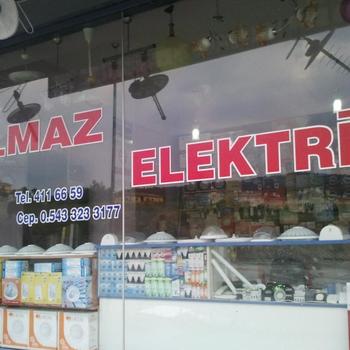 LMAZ ELEKTRİ
Tel. 411 66 59
Cep. 0.543 323 3177